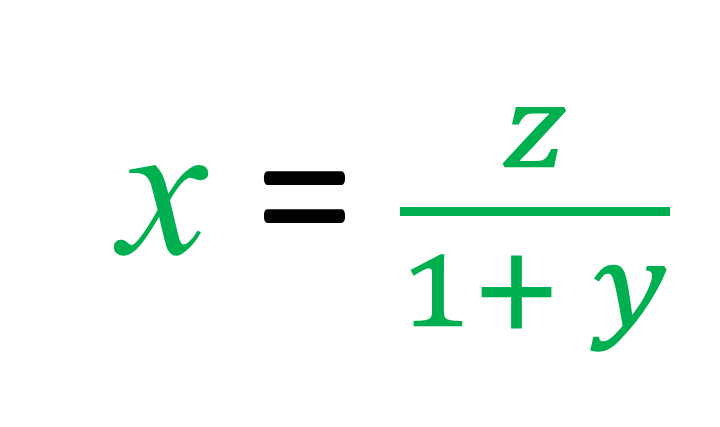 x = z
1 + y